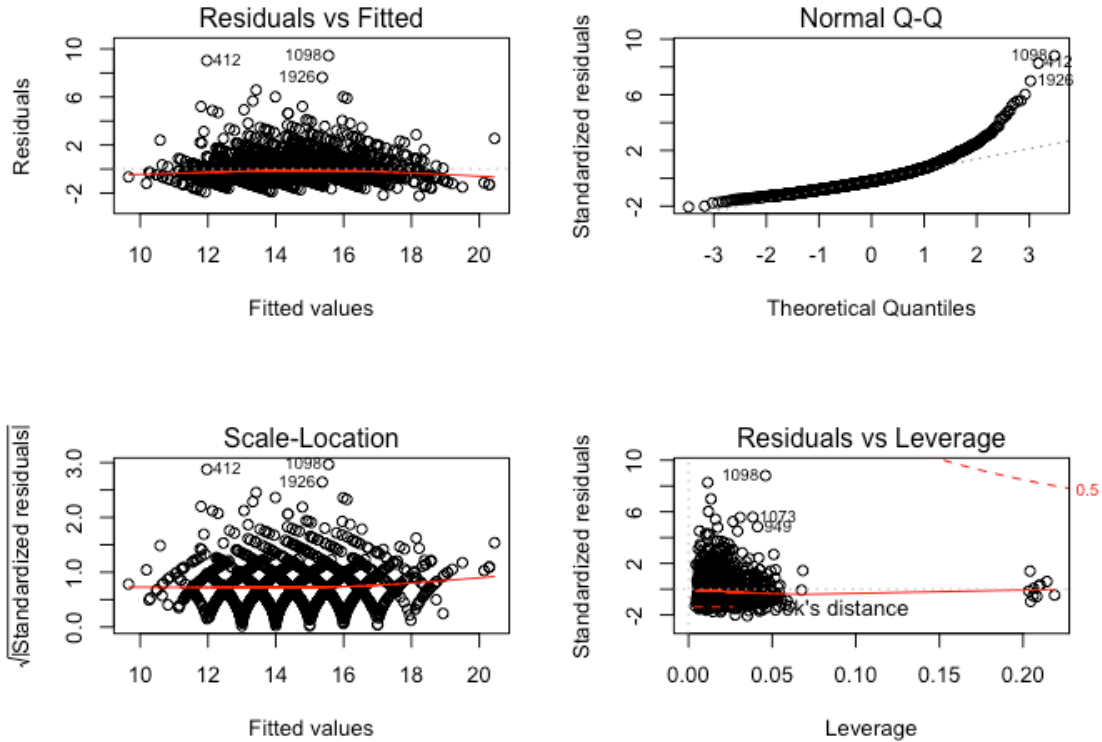 Residuals vs Fitted
Residuals
10
6
2
-2
412
1098
1926
10 12 14 16 18 20
Fitted values
Normal Q-Q
Standardized residuals
10
6
2
-2
1098
412
1926
-3 -2 -1 0 1 2 3
Theoretical Quantiles
Scale-Location
√|Standardized residuals|
3.0
2.0
1.0
0.0
412
1098
1926
10 12 14 16 18 20
Fitted values
Residuals vs Leverage
Standardized residuals
10
6
2
-2
1098
1073
949
0.5
distance
0.00 0.05 0.10 0.15 0.20
Leverage